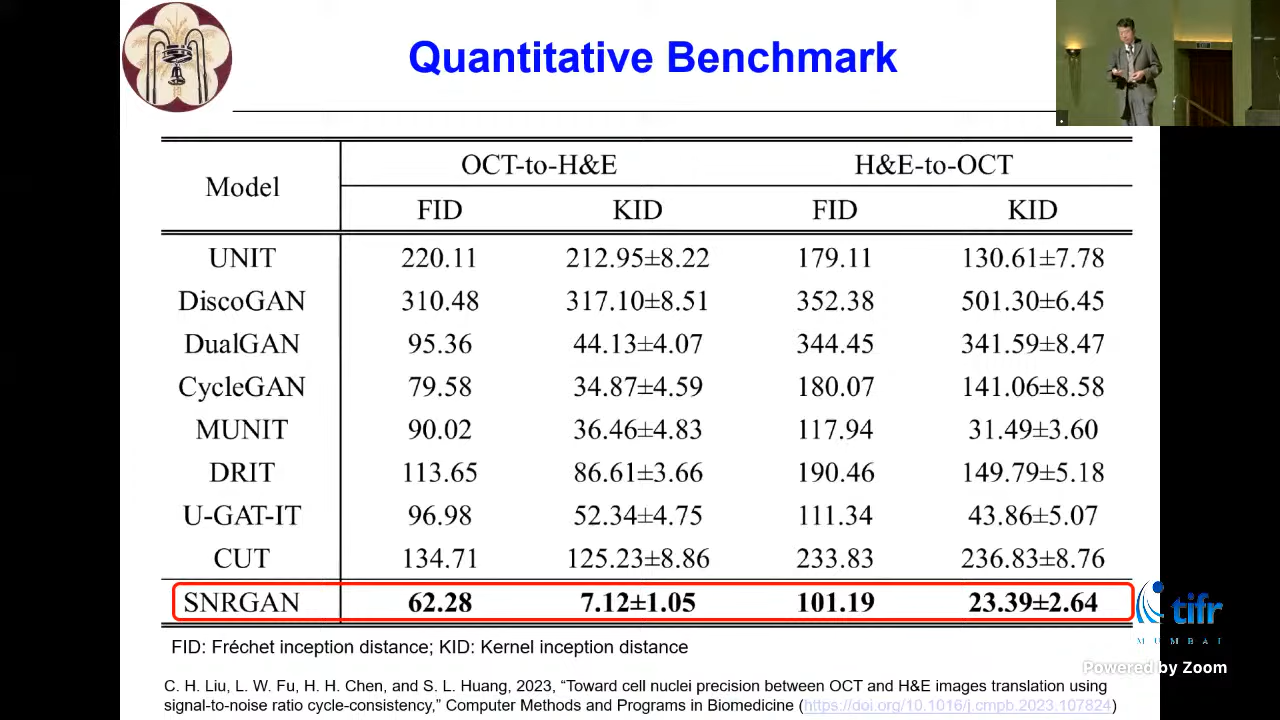 Quantitative Benchmark
Model OCT-to-H&E H&E-to-OCT
FID KID FID KID
UNIT 220.11 212.95±8.22 179.11 130.61±7.78
DiscoGAN 310.48 317.10±8.51 352.38 501.30±6.45
DualGAN 95.36 44.13±4.07 344.45 341.59±8.47
CycleGAN 79.58 34.87±4.59 180.07 141.06±8.58
MUNIT 90.02 36.46±4.83 117.94 31.49±3.60
DRIT 113.65 86.61±3.66 190.46 149.79±5.18
U-GAT-IT 96.98 52.34±4.75 111.34 43.86±5.07
CUT 134.71 125.23±8.86 233.83 236.83±8.76
SNRGAN 62.28 7.12±1.05 101.19 23.39±2.64
FID: Fréchet inception distance; KID: Kernel inception distance
C. H. Liu, L. W. Fu, H. H. Chen, and S. L. Huang, 2023, “Toward cell nuclei precision between OCT and H&E images translation using
signal-to-noise ratio cycle-consistency,” Computer Methods and Programs in Biomedicine (https://doi.org/10.1016/j.cmpb.2023.107824)
tifr
MUMBAI
Powered by Zoom